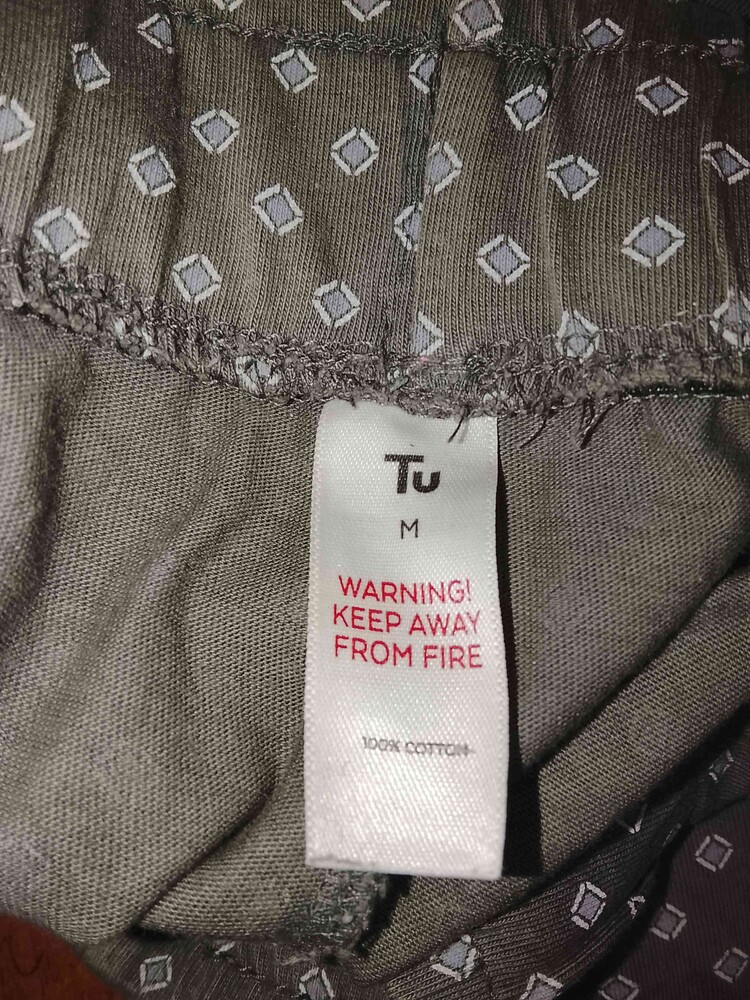 Tu
M
WARNING!
KEEP AWAY
FROM FIRE
100% COTTON